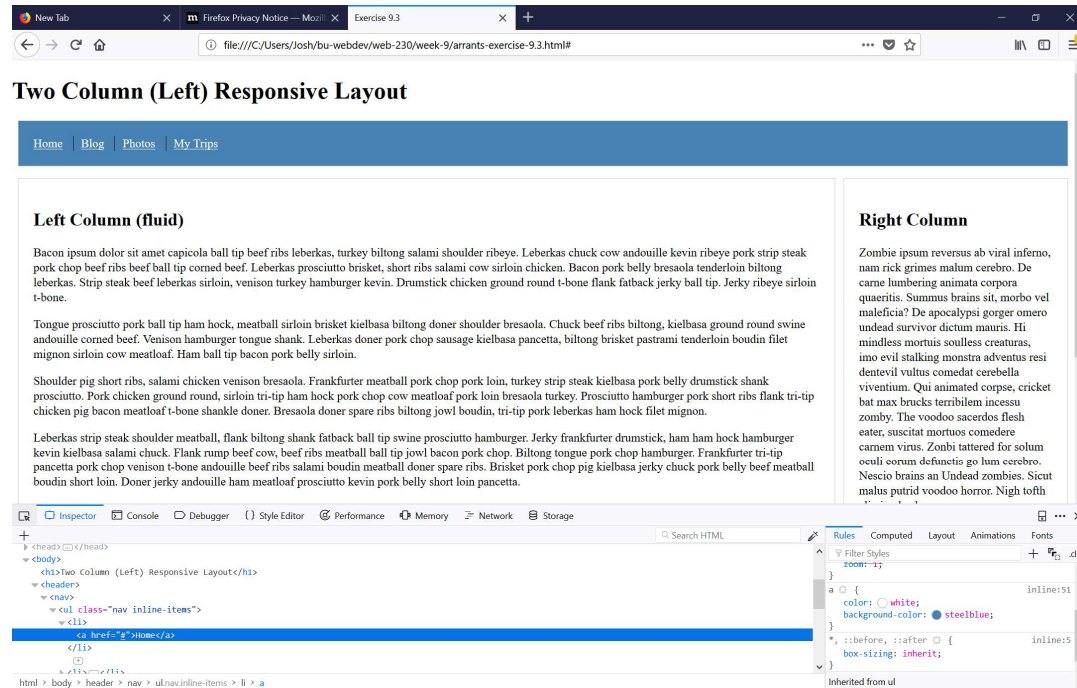 New Tab
Firefox Privacy Notice — Mozill
Exercise 9.3
file:///C:/Users/Josh/bu-webdev/web-230/week-9/arrants-exercise-9.3.html#
Two Column (Left) Responsive Layout
Home Blog Photos My Trips
Left Column (fluid)
Bacon ipsum dolor sit amet capicola ball tip beef ribs leberkas, turkey biltong salami shoulder ribeye. Leberkas chuck cow andouille kevin ribeye pork strip steak
pork chop beef ribs beef ball tip corned beef. Leberkas prosciutto brisket, short ribs salami cow sirloin chicken. Bacon pork belly bresaola tenderloin biltong
leberkas. Strip steak beef leberkas sirloin, venison turkey hamburger kevin. Drumstick chicken ground round t-bone flank fatback jerky ball tip. Jerky ribeye sirloin
t-bone.
Tongue prosciutto pork ball tip ham hock, meatball sirloin brisket kielbasa biltong doner shoulder bresaola. Chuck beef ribs biltong, kielbasa ground round swine
andouille corned beef. Venison hamburger tongue shank. Leberkas doner pork chop sausage kielbasa pancetta, biltong brisket pastrami tenderloin boudin filet
mignon sirloin cow meatloaf. Ham ball tip bacon pork belly sirloin.
Shoulder pig short ribs, salami chicken venison bresaola. Frankfurter meatball pork chop pork loin, turkey strip steak kielbasa pork belly drumstick shank
prosciutto. Pork chicken ground round, sirloin tri-tip ham hock pork chop cow meatloaf pork loin bresaola turkey. Prosciutto hamburger pork short ribs flank tri-tip
chicken pig bacon meatloaf t-bone shankle doner. Bresaola doner spare ribs biltong jowl boudin, tri-tip pork leberkas ham hock filet mignon.
Leberkas strip steak shoulder meatball, flank biltong shank fatback ball tip swine prosciutto hamburger. Jerky frankfurter drumstick, ham ham hock hamburger
kevin kielbasa salami chuck. Flank rump beef cow, beef ribs meatball ball tip jowl bacon pork chop. Biltong tongue pork chop hamburger. Frankfurter tri-tip
pancetta pork chop venison t-bone andouille beef ribs salami boudin meatball doner spare ribs. Brisket pork chop pig kielbasa jerky chuck pork belly beef meatball
boudin short loin. Doner jerky andouille ham meatloaf prosciutto kevin pork belly short loin pancetta.
Right Column
Zombie ipsum reversus ab viral inferno,
nam rick grimes malum cerebro. De
carne lumbering animata corpora
quaeritis. Summus brains sit, morbo vel
maleficia? De apocalypsi gorger omero
undead survivor dictum mauris. Hi
mindless mortuis soulless creaturas,
imo evil stalking monstra adventus resi
dentevil vultus comedat cerebella
viventium. Qui animated corpse, cricket
bat max brucks terribilem incessu
zomby. The voodoo sacerdos flesh
eater, suscitat mortuos comedere
carnem virus. Zonbi tattered for solum
oculi eorum defunctis go lum cerebro.
Nescio brains an Undead zombies. Sicut
malus putrid voodoo horror. Nigh tofth
Inspector Console Debugger {} Style Editor Performance Memory Network Storage
+ Search HTML
<head></head>
<body>
<h1>Two Column (Left) Responsive Layout</h1>
<header>
<nav>
<ul class="nav inline-items">
<li>
<a href="#">Home</a>
</li>
<li></li>
html > body > header > nav > ul.nav.inline-items > li > a
Rules Computed Layout Animations Fonts
Filter Styles + .cl
zoom: 1;
}
a { inline:51
color: white;
background-color: steelblue;
}
*, ::before, ::after { inline:5
box-sizing: inherit;
}
Inherited from ul